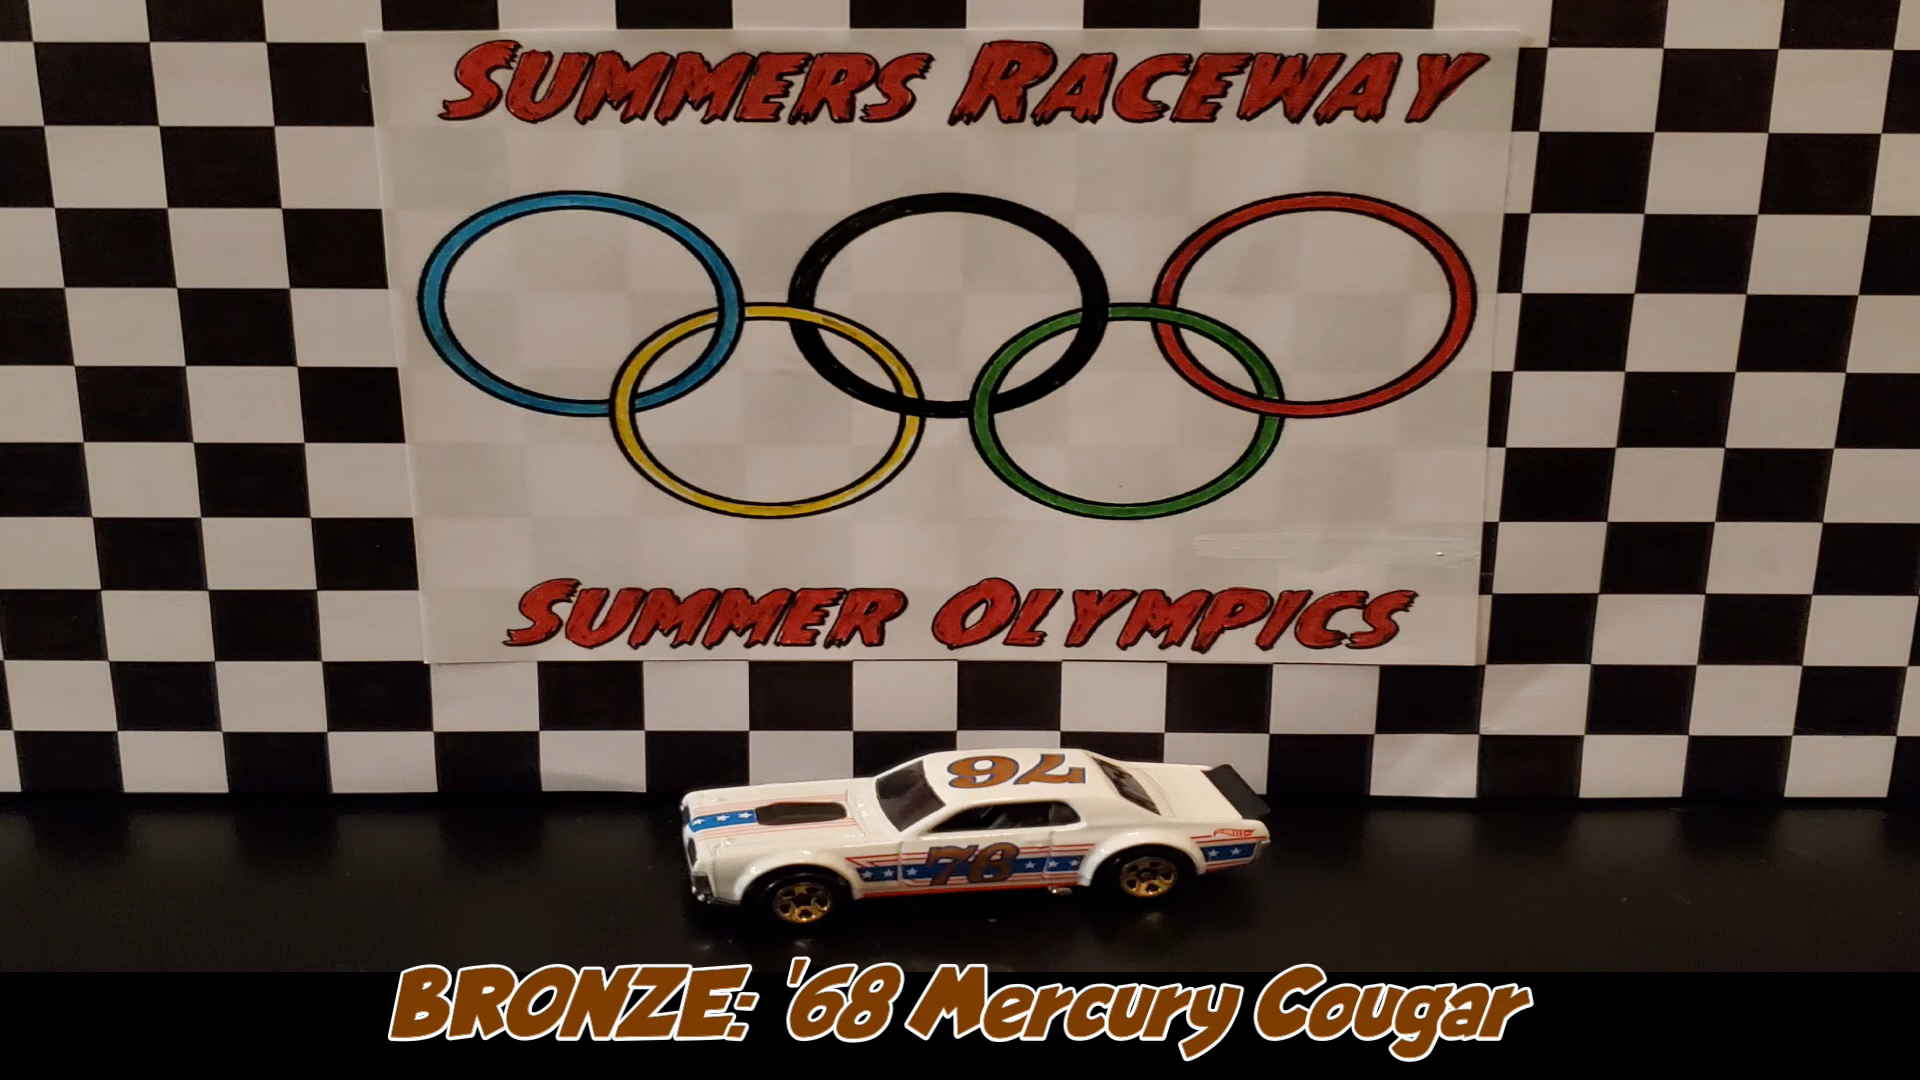 SUMMERS RACEWAY
SUMMER OLYMPICS
76
76
BRONZE: '68 Mercury Cougar